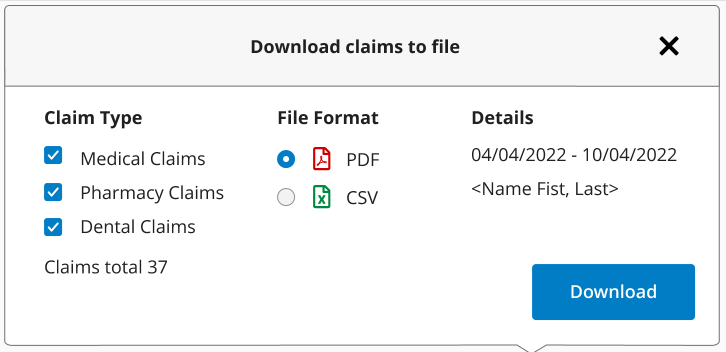 Download claims to file
Claim Type
Medical Claims
Pharmacy Claims
Dental Claims
Claims total 37
File Format
PDF
CSV
Details
04/04/2022 - 10/04/2022
<Name Fist, Last>
Download